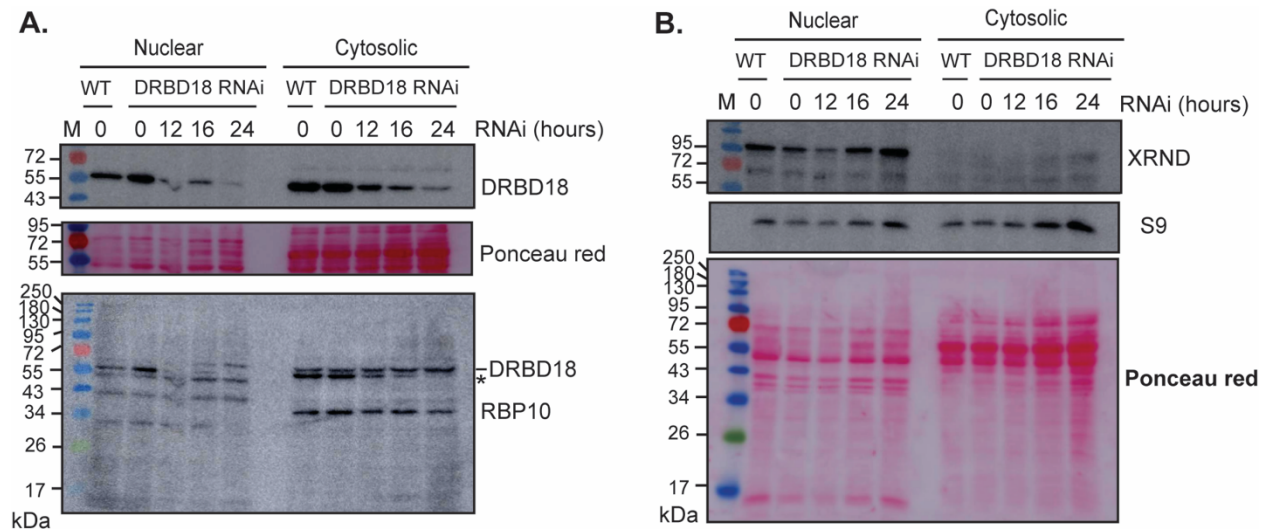 A.
Nuclear Cytosolic
WT DRBD18 RNAi WT DRBD18 RNAi
M 0 0 12 16 24 0 0 12 16 24 RNAi (hours)
72
55
43
DRBD18
95
72
55
Ponceau red
250
180
130
95
72
55
43
34
26
17
kDa
DRBD18
*
RBP10
B.
Nuclear Cytosolic
WT DRBD18 RNAi WT DRBD18 RNAi
M 0 0 12 16 24 0 0 12 16 24 RNAi (hours)
95
72
55
XRND
S9
250
180
130
95
72
55
43
34
26
17
kDa
Ponceau red